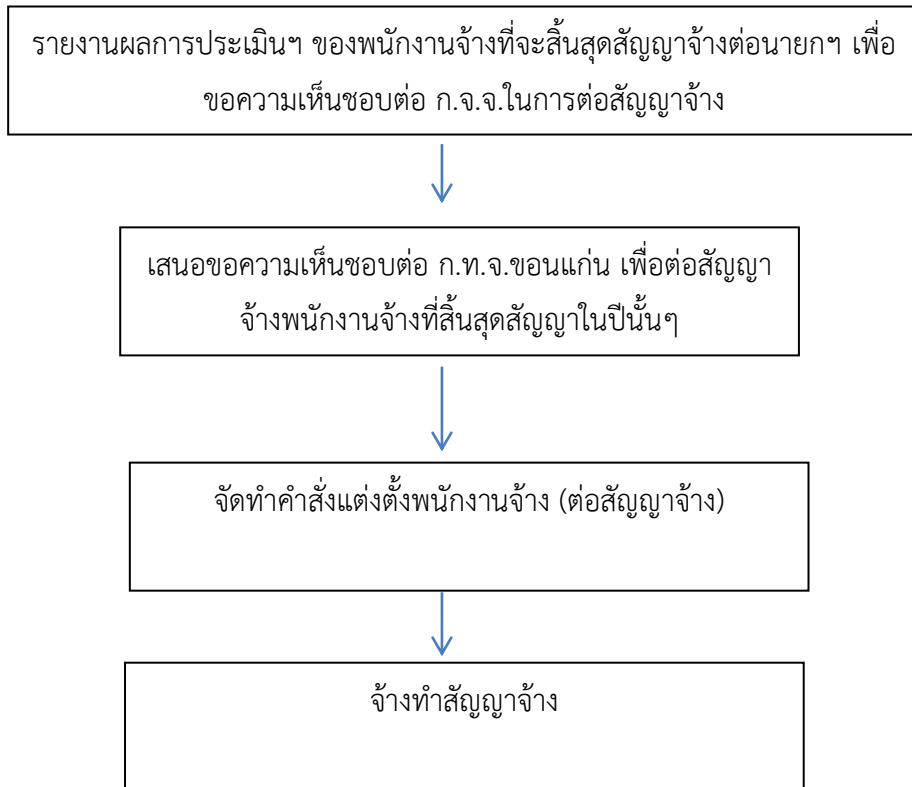 รายงานผลการประเมินฯ ของพนักงานจ้างที่จะสิ้นสุดสัญญาจ้างต่อนายกฯ เพื่อ
ขอความเห็นชอบต่อ ก.จ.จ.ในการต่อสัญญาจ้าง
เสนอขอความเห็นชอบต่อ ก.ท.จ.ขอนแก่น เพื่อต่อสัญญา
จ้างพนักงานจ้างที่สิ้นสุดสัญญาในปีนั้นๆ
จัดทำคำสั่งแต่งตั้งพนักงานจ้าง (ต่อสัญญาจ้าง)
จ้างทำสัญญาจ้าง